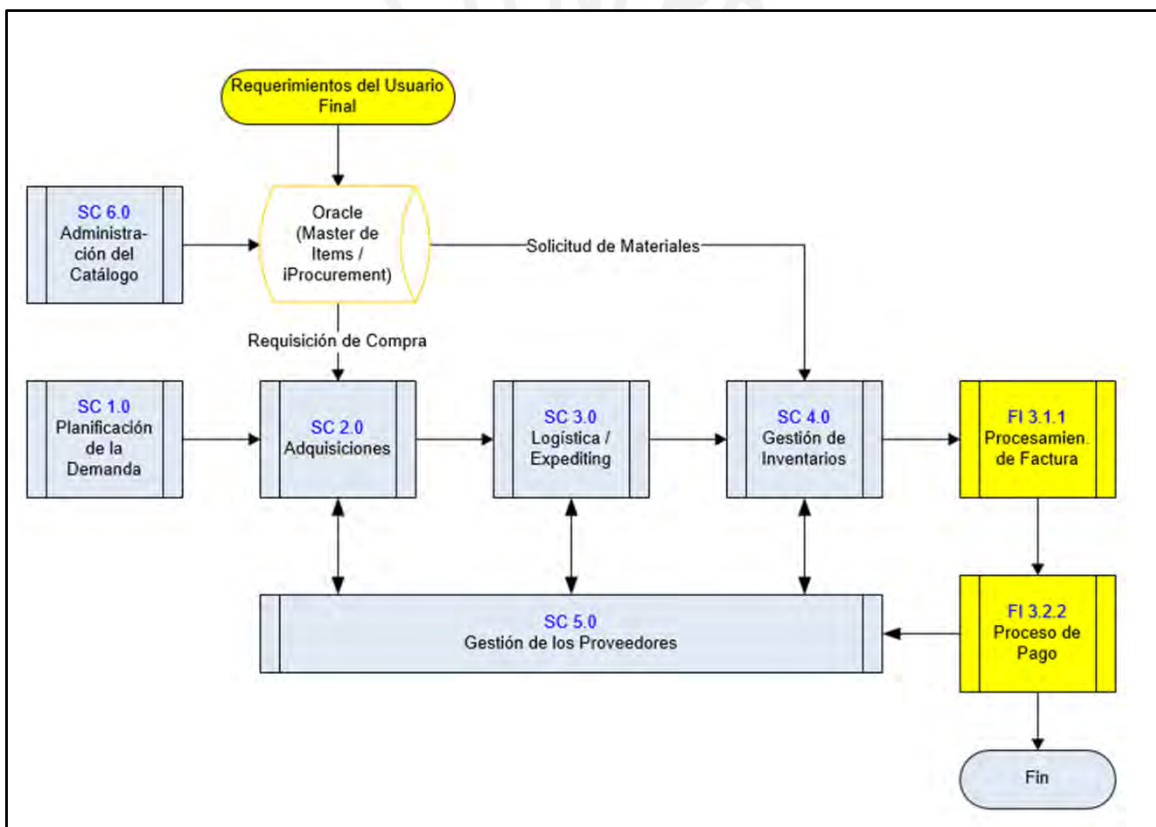 Requerimientos del Usuario
Final
SC 6.0
Administra-
ción del
Catálogo
Oracle
(Master de
Items /
iProcurement)
Solicitud de Materiales
Requisición de Compra
SC 1.0
Planificación
de la
Demanda
SC 2.0
Adquisiciones
SC 3.0
Logística /
Expediting
SC 4.0
Gestión de
Inventarios
FI 3.1.1
Procesamien.
de Factura
SC 5.0
Gestión de los Proveedores
FI 3.2.2
Proceso de
Pago
Fin